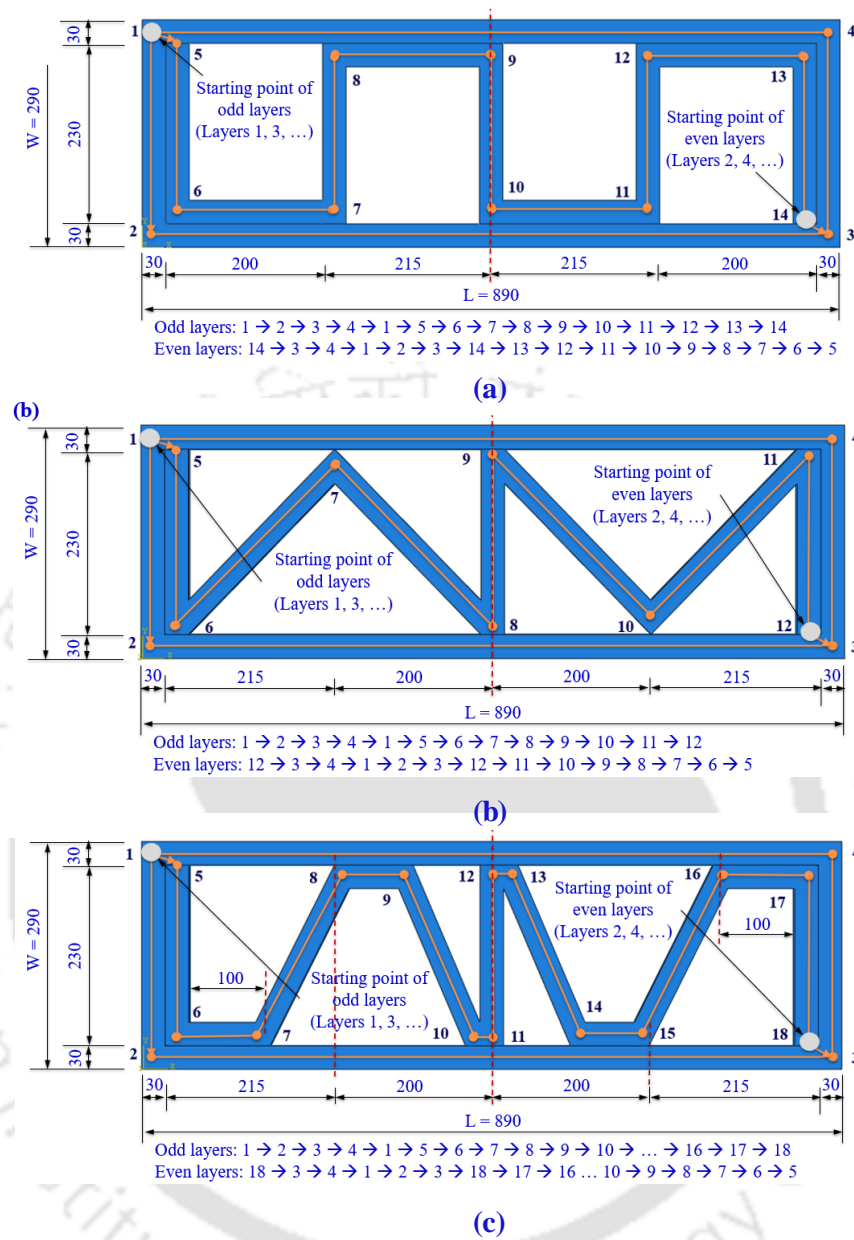 1
4
30
5
9
12
8
13
Starting point of
odd layers
(Layers 1, 3, …)
Starting point of
even layers
(Layers 2, 4, …)
W = 290
230
6
10
11
7
14
2
3
30
30
200
215
215
200
30
L = 890
Odd layers: 1 → 2 → 3 → 4 → 1 → 5 → 6 → 7 → 8 → 9 → 10 → 11 → 12 → 13 → 14
Even layers: 14 → 3 → 4 → 1 → 2 → 3 → 14 → 13 → 12 → 11 → 10 → 9 → 8 → 7 → 6 → 5
(a)
(b)
1
4
30
5
9
11
7
Starting point of
even layers
(Layers 2, 4, …)
Starting point of
odd layers
(Layers 1, 3, …)
W = 290
230
6
8
10
12
2
3
30
30
215
200
200
215
30
L = 890
Odd layers: 1 → 2 → 3 → 4 → 1 → 5 → 6 → 7 → 8 → 9 → 10 → 11 → 12
Even layers: 12 → 3 → 4 → 1 → 2 → 3 → 12 → 11 → 10 → 9 → 8 → 7 → 6 → 5
(b)
1
4
30
5
8
12
13
16
9
17
Starting point of
even layers
(Layers 2, 4, …)
100
100
Starting point of
odd layers
(Layers 1, 3, …)
W = 290
230
6
14
7
10
11
15
18
2
3
30
30
215
200
200
215
30
L = 890
Odd layers: 1 → 2 → 3 → 4 → 1 → 5 → 6 → 7 → 8 → 9 → 10 → … → 16 → 17 → 18
Even layers: 18 → 3 → 4 → 1 → 2 → 3 → 18 → 17 → 16 … 10 → 9 → 8 → 7 → 6 → 5
(c)